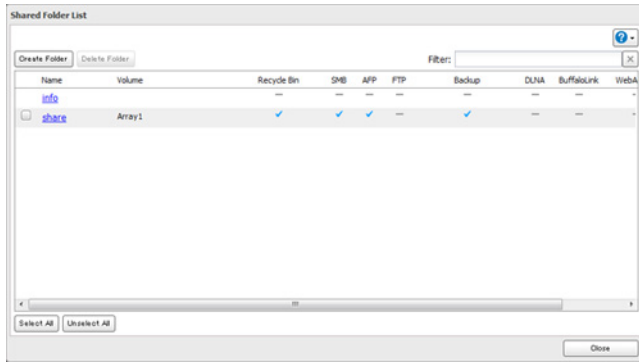 Shared Folder List
Create Folder Delete Folder Filter:
Name Volume Recycle Bin SMB AFP FTP Backup DLNA BuffaloLink WebA
info — — — — — — — -
share Array1 ✓ ✓ ✓ — ✓ — — -
Select All Unselect All
Close